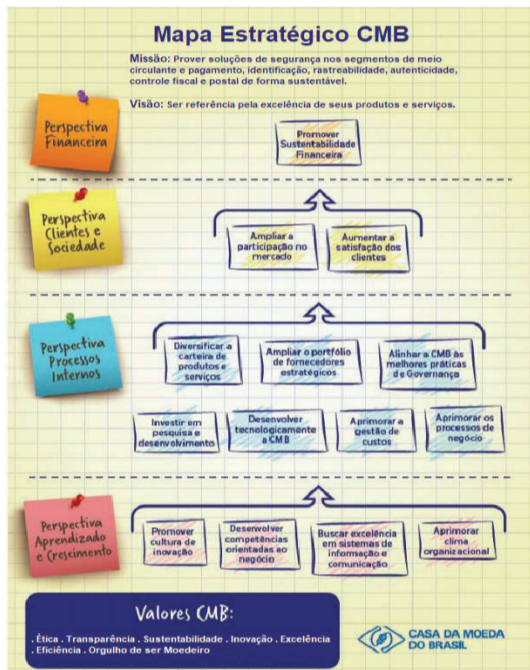 Mapa Estratégico CMB
Missão: Prover soluções de segurança nos segmentos de meio
circulante e pagamento, identificação, rastreabilidade, autenticidade,
controle fiscal e postal de forma sustentável.
Visão: Ser referência pela excelência de seus produtos e serviços.
Perspectiva
Financeira
Promover
Sustentabilidade
Financeira
Perspectiva
Clientes e
Sociedade
Ampliar a
participação no
mercado
Aumentar a
satisfação dos
clientes
Perspectiva
Processos
Internos
Diversificar a
carteira de
produtos e
serviços
Ampliar o portfólio
de fornecedores
estratégicos
Alinhar a CMB às
melhores práticas
de Governança
Investir em
pesquisa e
desenvolvimento
Desenvolver
tecnologicamente
a CMB
Aprimorar a
gestão de
custos
Aprimorar os
processos de
negócio
Perspectiva
Aprendizado
e Crescimento
Promover
cultura de
inovação
Desenvolver
competências
orientadas ao
negócio
Buscar excelência
em sistemas de
informação e
comunicação
Aprimorar
clima
organizacional
Valores CMB:
. Ética . Transparência . Sustentabilidade . Inovação . Excelência
. Eficiência . Orgulho de ser Moedeiro
CASA DA MOEDA
DO BRASIL